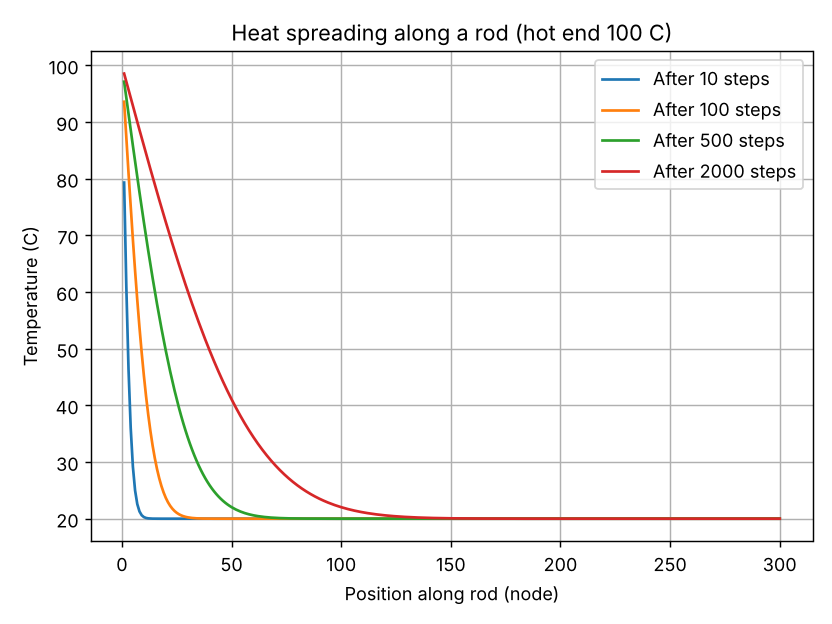 Heat spreading along a rod (hot end 100 C)
After 10 steps
After 100 steps
After 500 steps
After 2000 steps
Temperature (C)
100
90
80
70
60
50
40
30
20
0 50 100 150 200 250 300
Position along rod (node)